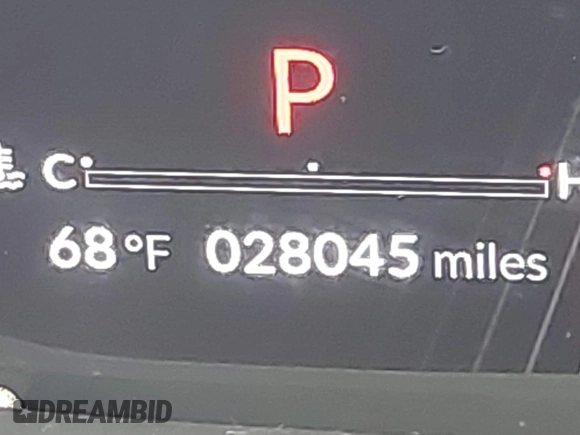 P
C H
68°F 028045 miles
DREAMBID